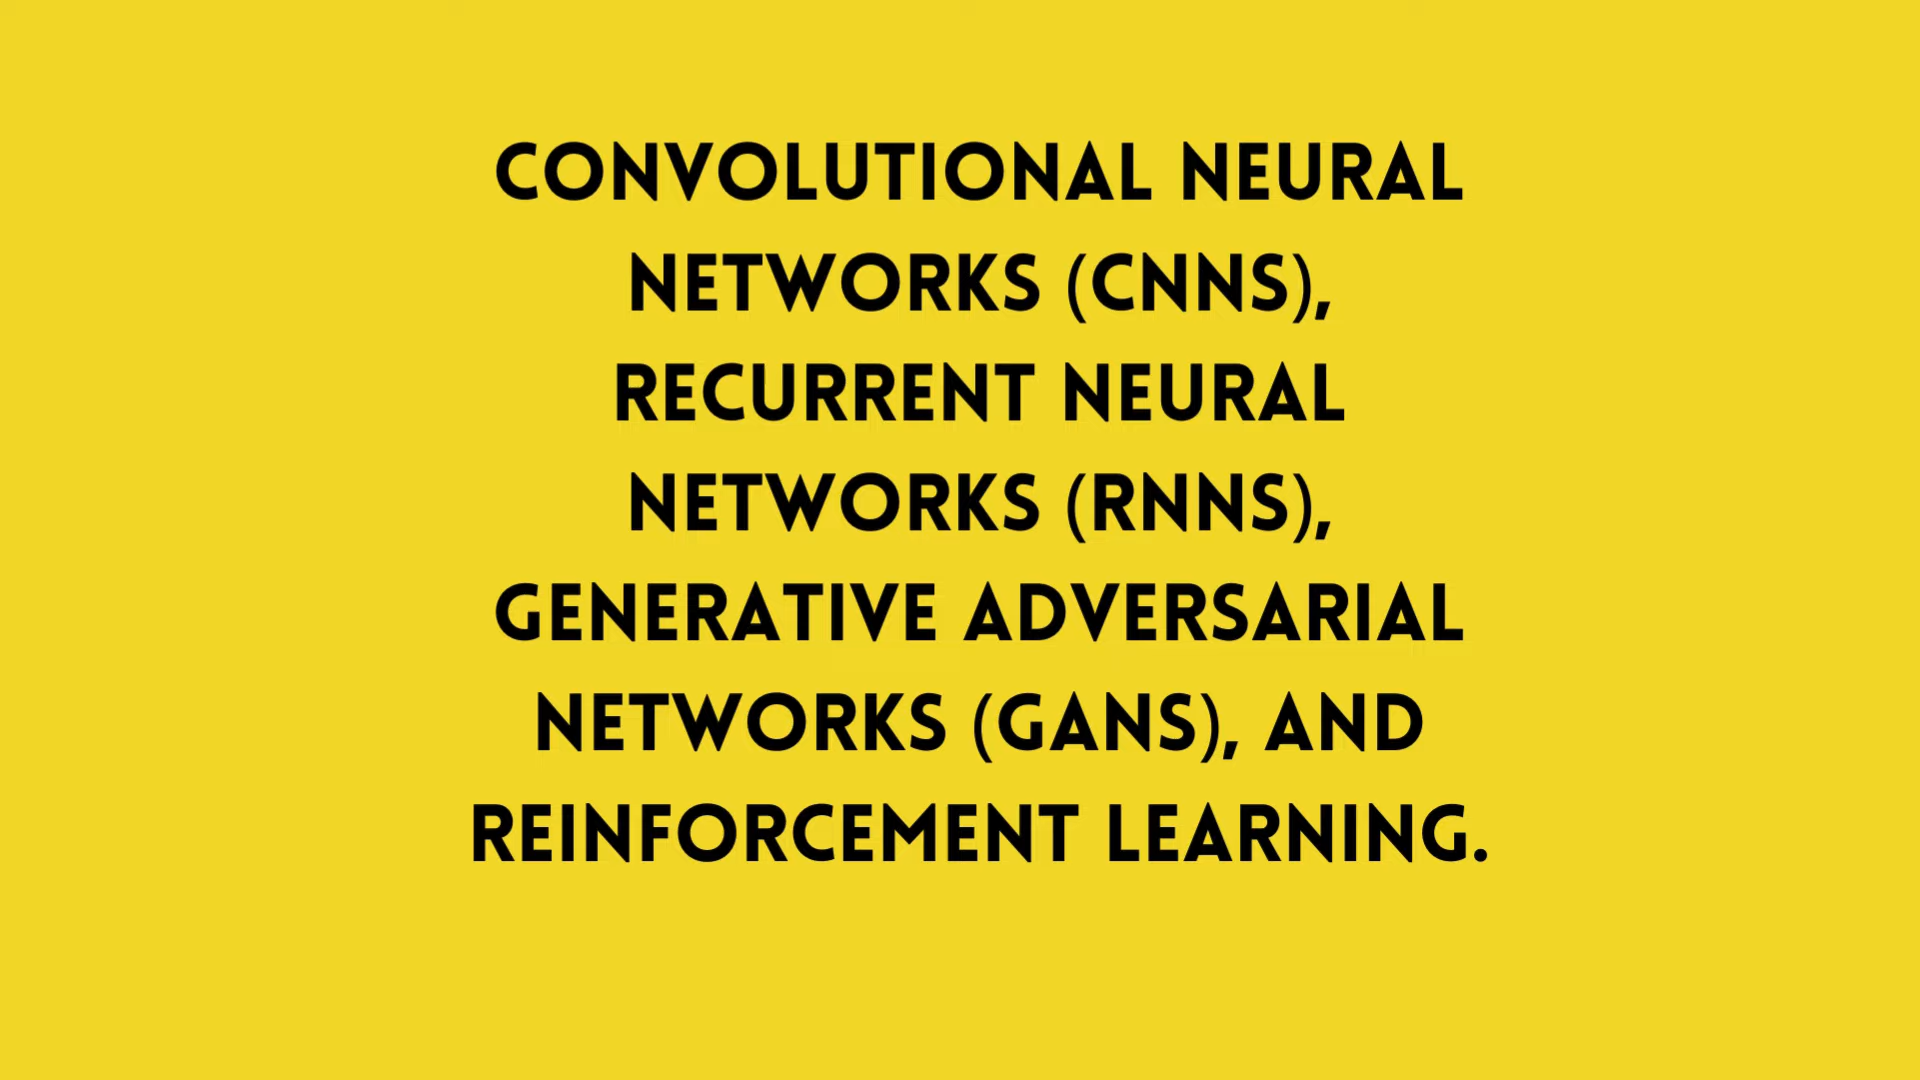 CONVOLUTIONAL NEURAL
NETWORKS (CNNS),
RECURRENT NEURAL
NETWORKS (RNNS),
GENERATIVE ADVERSARIAL
NETWORKS (GANS), AND
REINFORCEMENT LEARNING.